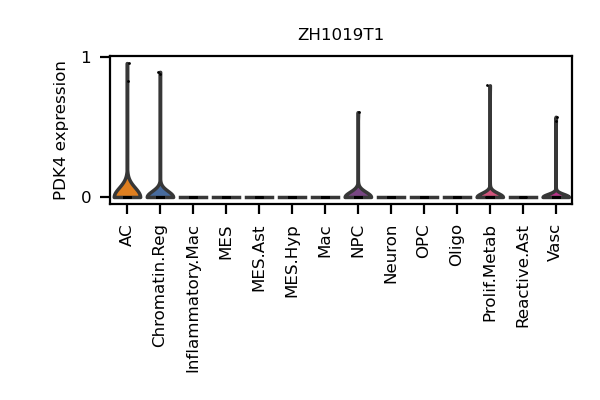 ZH1019T1
PDK4 expression
1
0
AC
Chromatin.Reg
Inflammatory.Mac
MES
MES.Ast
MES.Hyp
Mac
NPC
Neuron
OPC
Oligo
Prolif.Metab
Reactive.Ast
Vasc